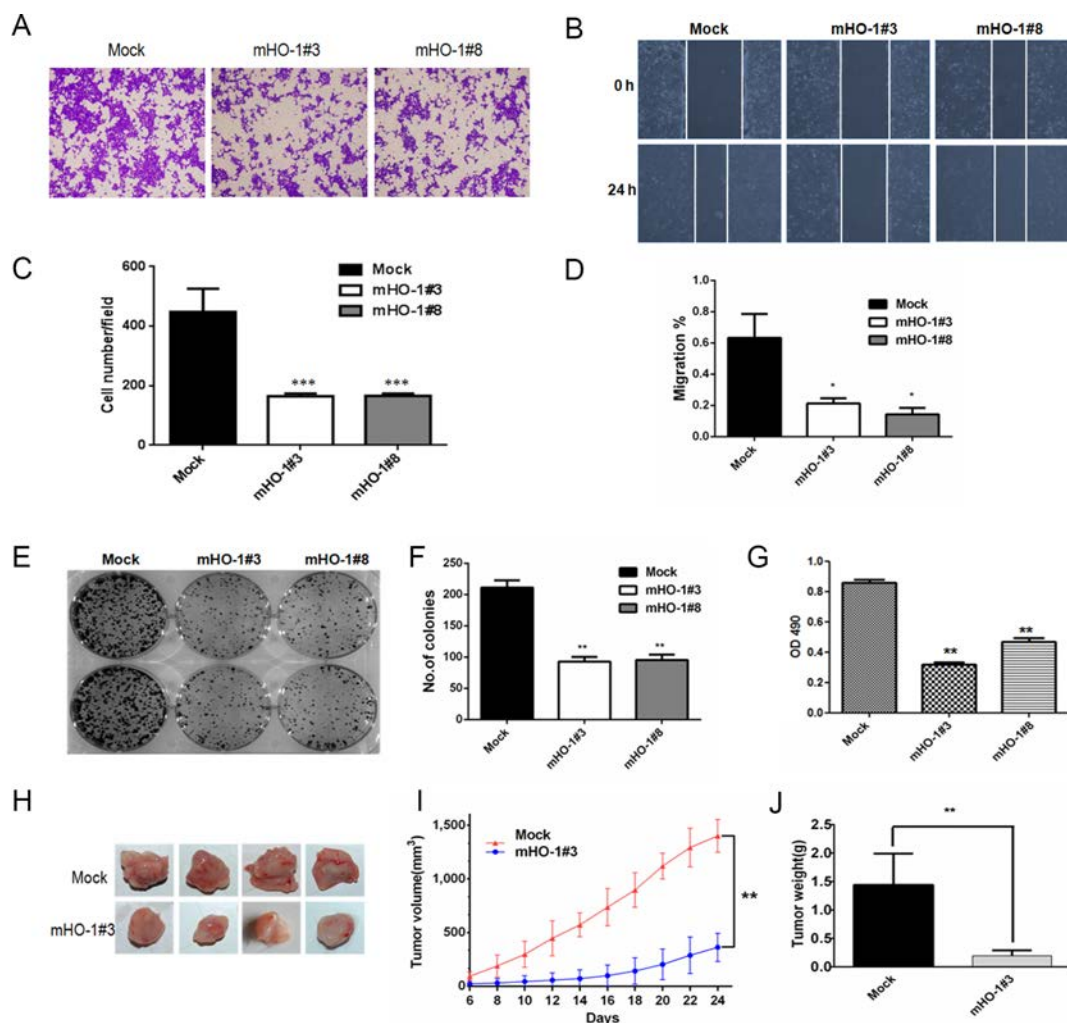 A
Mock mHO-1#3 mHO-1#8
B
Mock mHO-1#3 mHO-1#8
0 h
24 h
C
600
400
200
0
Cell number/field
Mock
mHO-1#3
mHO-1#8
*** ***
Mock mHO-1#3 mHO-1#8
D
1.0
0.8
0.6
0.4
0.2
0.0
Migration %
Mock
mHO-1#3
mHO-1#8
* *
Mock mHO-1#3 mHO-1#8
E
Mock mHO-1#3 mHO-1#8
F
250
200
150
100
50
0
No.of colonies
Mock
mHO-1#3
mHO-1#8
** **
Mock mHO-1#3 mHO-1#8
G
1.0
0.8
0.6
0.4
0.2
0.0
OD 490
** **
Mock mHO-1#3 mHO-1#8
H
Mock
mHO-1#3
I
1,500
1,000
500
0
Tumor volume(mm³)
Mock
mHO-1#3
**
6 8 10 12 14 16 18 20 22 24
Days
J
2.5
2.0
1.5
1.0
0.5
0.0
Tumor weight(g)
**
Mock mHO-1#3